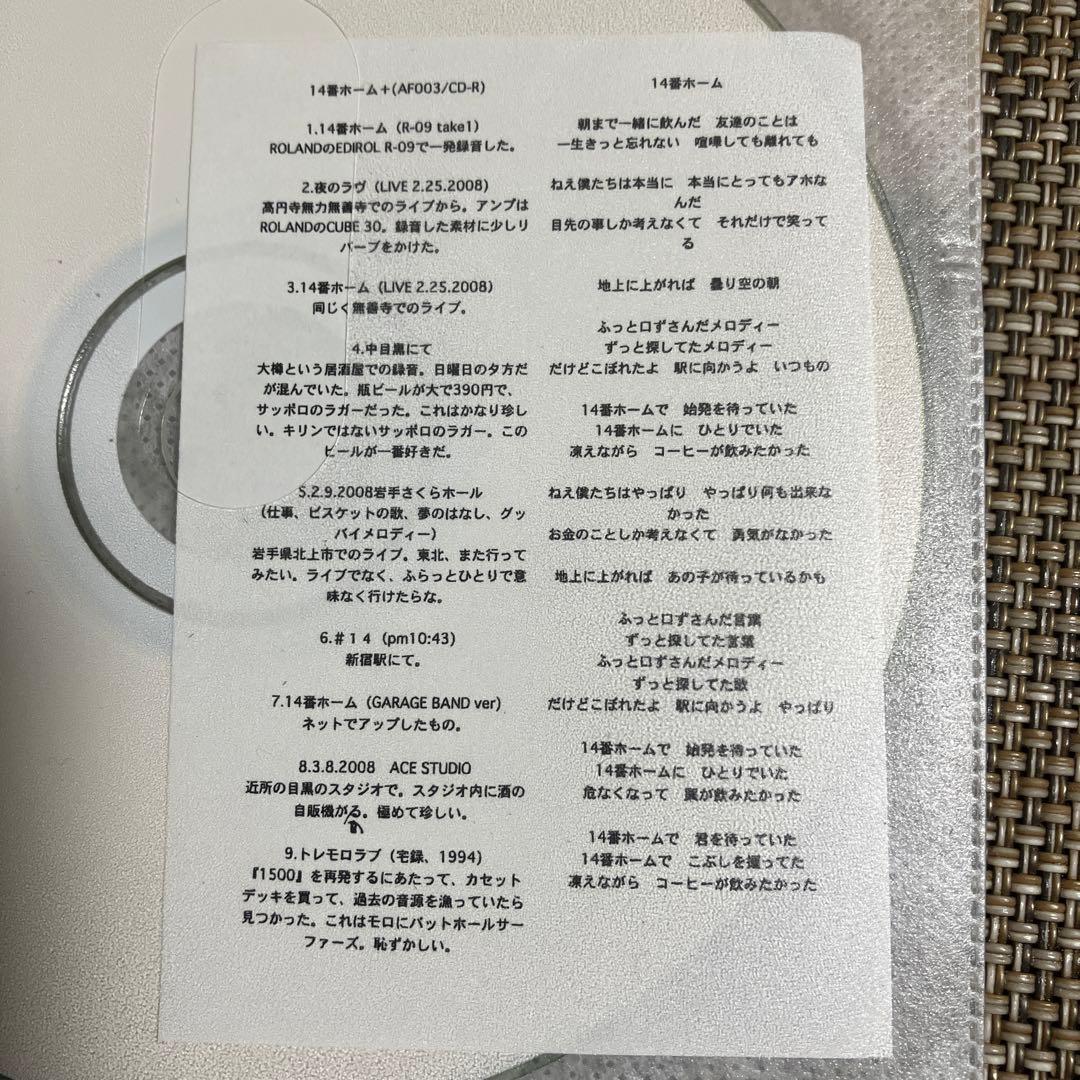 14番ホーム+(AF003/CD-R)
1.14番ホーム（R-09 take1）
ROLANDのEDIROL R-09で一発録音した。
2.夜のラヴ（LIVE 2.25.2008）
高円寺無力無善寺でのライブから。アンプは
ROLANDのCUBE 30。録音した素材に少しリ
バーブをかけた。
3.14番ホーム（LIVE 2.25.2008）
同じく無善寺でのライブ。
4.中目黒にて
大樽という居酒屋での録音。日曜日の夕方だ
が混んでいた。瓶ビールが大で390円で、
サッポロのラガーだった。これはかなり珍し
い。キリンではないサッポロのラガー。この
ビールが一番好きだ。
5.2.9.2008岩手さくらホール
（仕事、ビスケットの歌、夢のはなし、グッ
バイメロディー）
岩手県北上市でのライブ。東北、また行って
みたい。ライブでなく、ふらっとひとりで意
味なく行けたらな。
6.＃１４（pm10:43）
新宿駅にて。
7.14番ホーム（GARAGE BAND ver）
ネットでアップしたもの。
8.3.8.2008　ACE STUDIO
近所の目黒のスタジオで。スタジオ内に酒の
自販機がる。極めて珍しい。
あ
9.トレモロラブ（宅録、1994）
『1500』を再発するにあたって、カセット
デッキを買って、過去の音源を漁っていたら
見つかった。これはモロにバットホールサー
ファーズ。恥ずかしい。
14番ホーム
朝まで一緒に飲んだ　友達のことは
一生きっと忘れない　喧嘩しても離れても
ねえ僕たちは本当に　本当にとってもアホな
んだ
目先の事しか考えなくて　それだけで笑って
る
地上に上がれば　曇り空の朝
ふっと口ずさんだメロディー
ずっと探してたメロディー
だけどこぼれたよ　駅に向かうよ　いつもの
14番ホームで　始発を待っていた
14番ホームに　ひとりでいた
凍えながら　コーヒーが飲みたかった
ねえ僕たちはやっぱり　やっぱり何も出来な
かった
お金のことしか考えなくて　勇気がなかった
地上に上がれば　あの子が待っているかも
ふっと口ずさんだ言葉
ずっと探してた言葉
ふっと口ずさんだメロディー
ずっと探してた歌
だけどこぼれたよ　駅に向かうよ　やっぱり
14番ホームで　始発を待っていた
14番ホームに　ひとりでいた
危なくなって　が飲みたかった
14番ホームで　君を待っていた
14番ホームで　こぶしを握ってた
凍えながら　コーヒーが飲みたかった